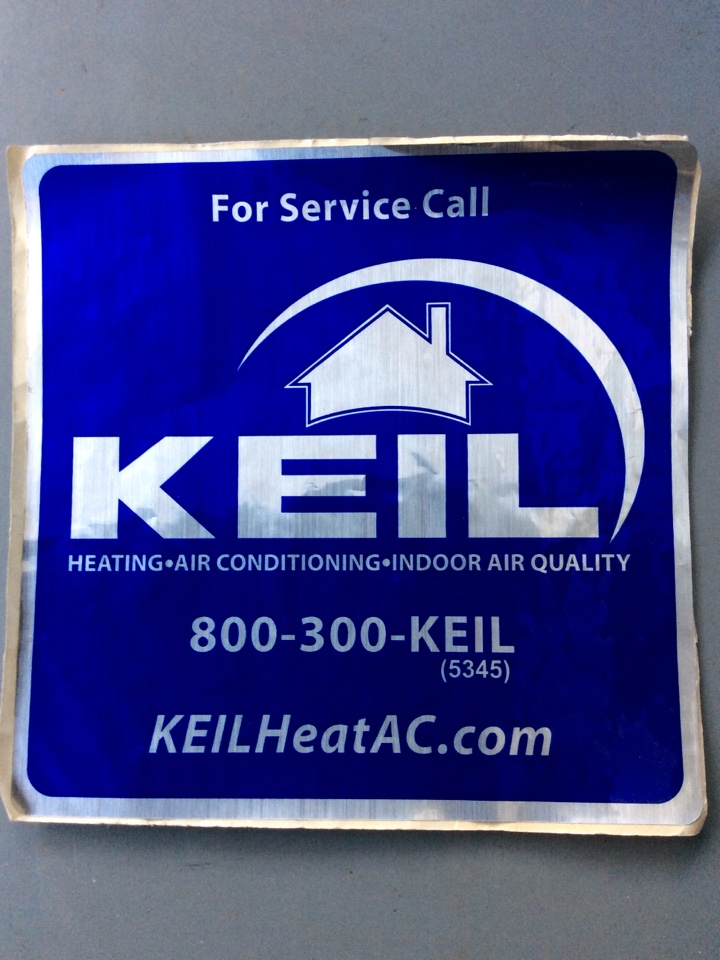 For Service Call
KEIL
HEATING•AIR CONDITIONING•INDOOR AIR QUALITY
800-300-KEIL
(5345)
KEILHeatAC.com